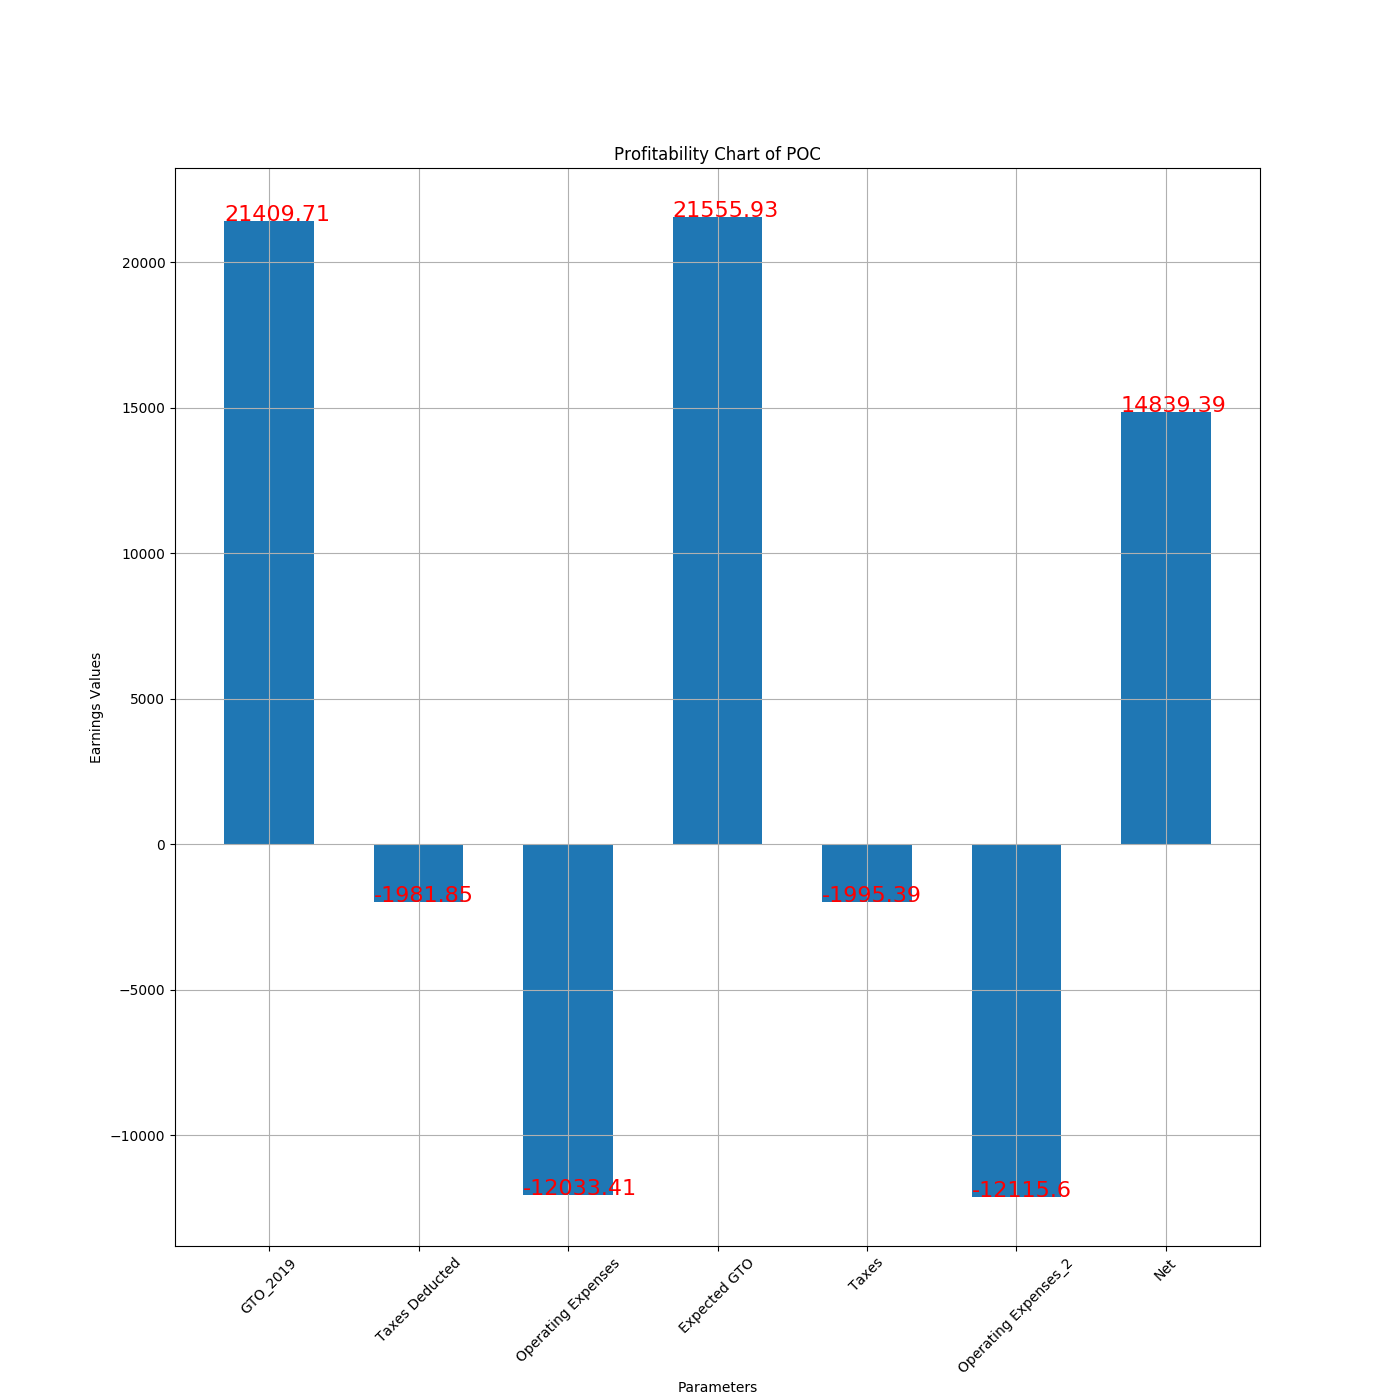 Profitability Chart of POC
21409.71
21555.93
20000
15000
14839.39
10000
5000
Earnings Values
0
-1981.85
-1995.39
−5000
−10000
-12033.41
-12115.6
GTO_2019
Taxes Deducted
Operating Expenses
Expected GTO
Taxes
Operating Expenses_2
Net
Parameters